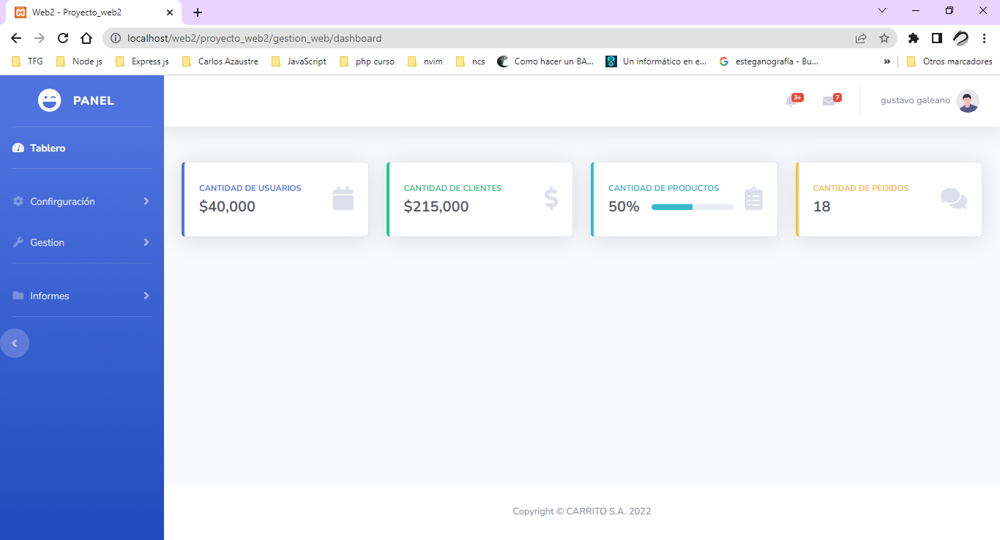 Web2 - Proyecto_web2
localhost/web2/proyecto_web2/gestion_web/dashboard
TFG Node js Express js Carlos Azaustre JavaScript php curso nvim ncs Como hacer un BA... Un informático en e... esteganografía - Bu... » Otros marcadores
PANEL
3+ 7 gustavo galeano
Tablero
Confirguración
Gestion
Informes
CANTIDAD DE USUARIOS
$40,000
CANTIDAD DE CLIENTES
$215,000
CANTIDAD DE PRODUCTOS
50%
CANTIDAD DE PEDIDOS
18
Copyright © CARRITO S.A. 2022